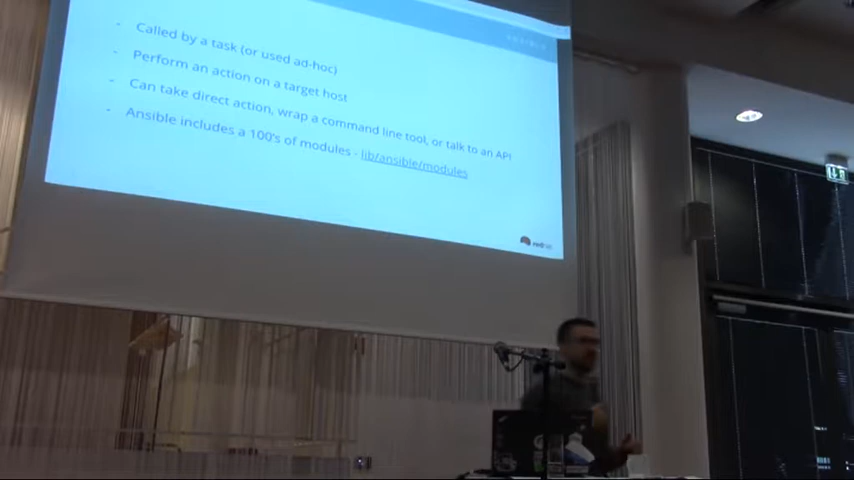 - Called by a task (or used ad-hoc)
- Perform an action on a target host
- Can take direct action, wrap a command line tool, or talk to an API
- Ansible includes a 100's of modules - lib/ansible/modules
redhat